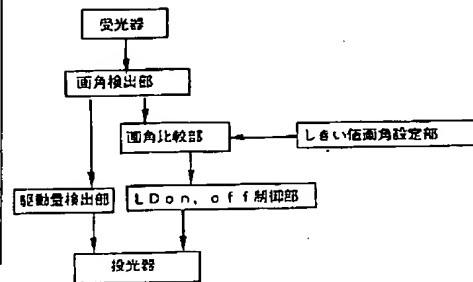 受光器
画角検出部
画角比較部
しきい値画角設定部
駆動量検出部
LDon, off制御部
投光器